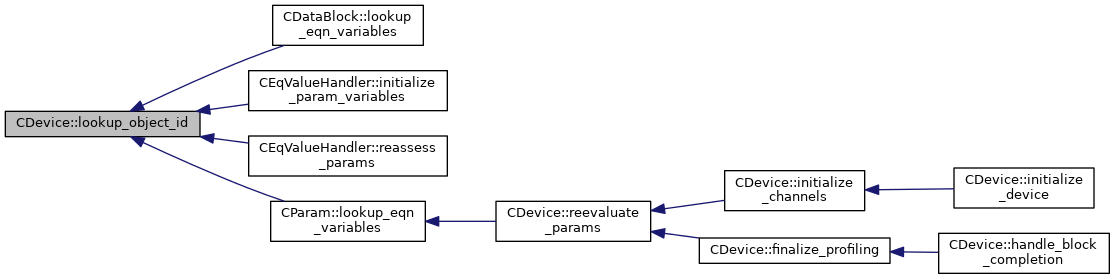 CDataBlock::lookup
_eqn_variables
CEqValueHandler::initialize
_param_variables
CDevice::lookup_object_id
CEqValueHandler::reassess
_params
CParam::lookup_eqn
_variables
CDevice::reevaluate
_params
CDevice::initialize
_channels
CDevice::initialize
_device
CDevice::finalize_profiling
CDevice::handle_block
_completion